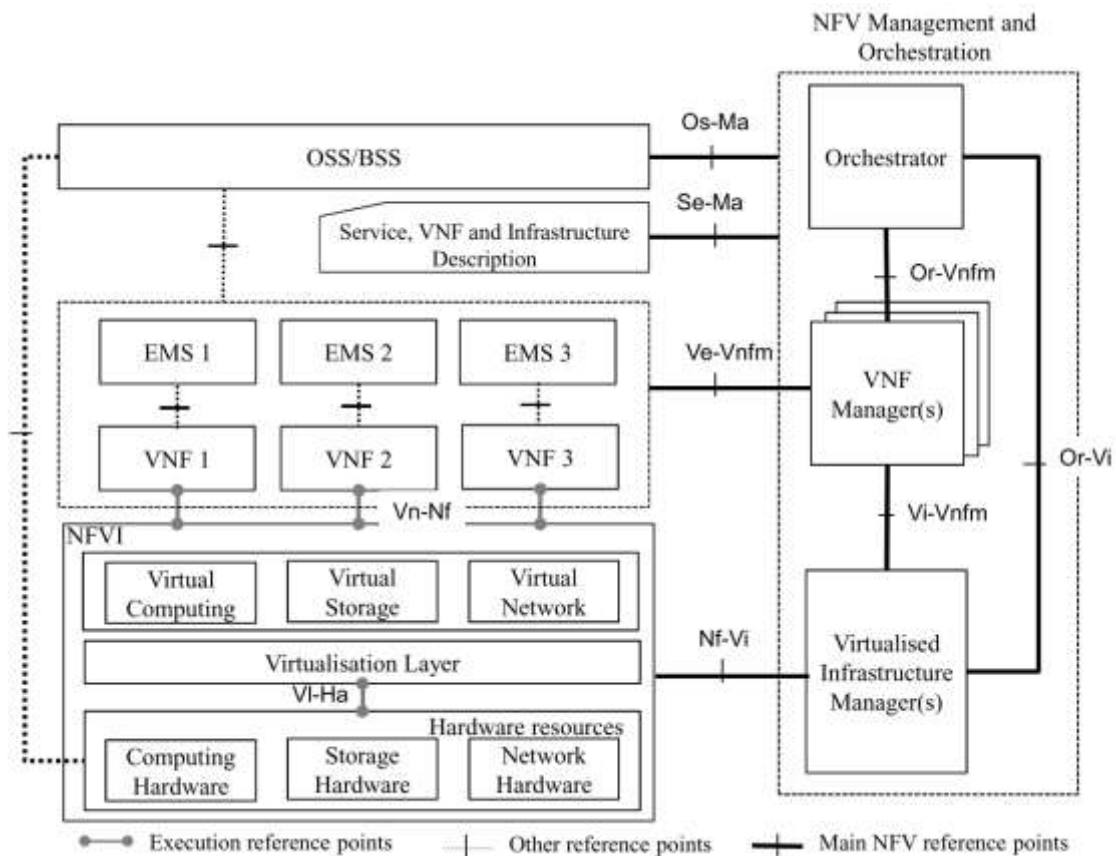 NFV Management and
Orchestration
Os-Ma
OSS/BSS
Orchestrator
Se-Ma
Service, VNF and Infrastructure
Description
Or-Vnfm
EMS 1
EMS 2
EMS 3
Ve-Vnfm
VNF
Manager(s)
VNF 1
VNF 2
VNF 3
Or-Vi
Vn-Nf
Vi-Vnfm
NFVI
Virtual
Computing
Virtual
Storage
Virtual
Network
Nf-Vi
Virtualisation Layer
Virtualised
Infrastructure
Manager(s)
Vl-Ha
Hardware resources
Computing
Hardware
Storage
Hardware
Network
Hardware
Execution reference points
Other reference points
Main NFV reference points